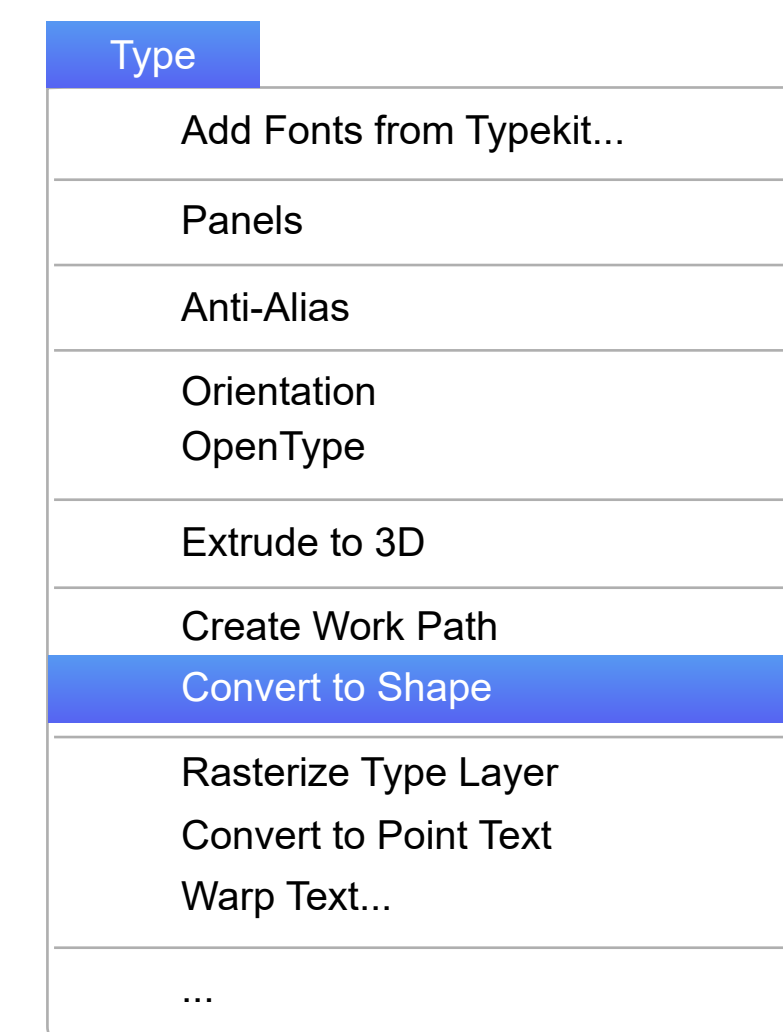 Type
Add Fonts from Typekit...
Panels
Anti-Alias
Orientation
OpenType
Extrude to 3D
Create Work Path
Convert to Shape
Rasterize Type Layer
Convert to Point Text
Warp Text...
...